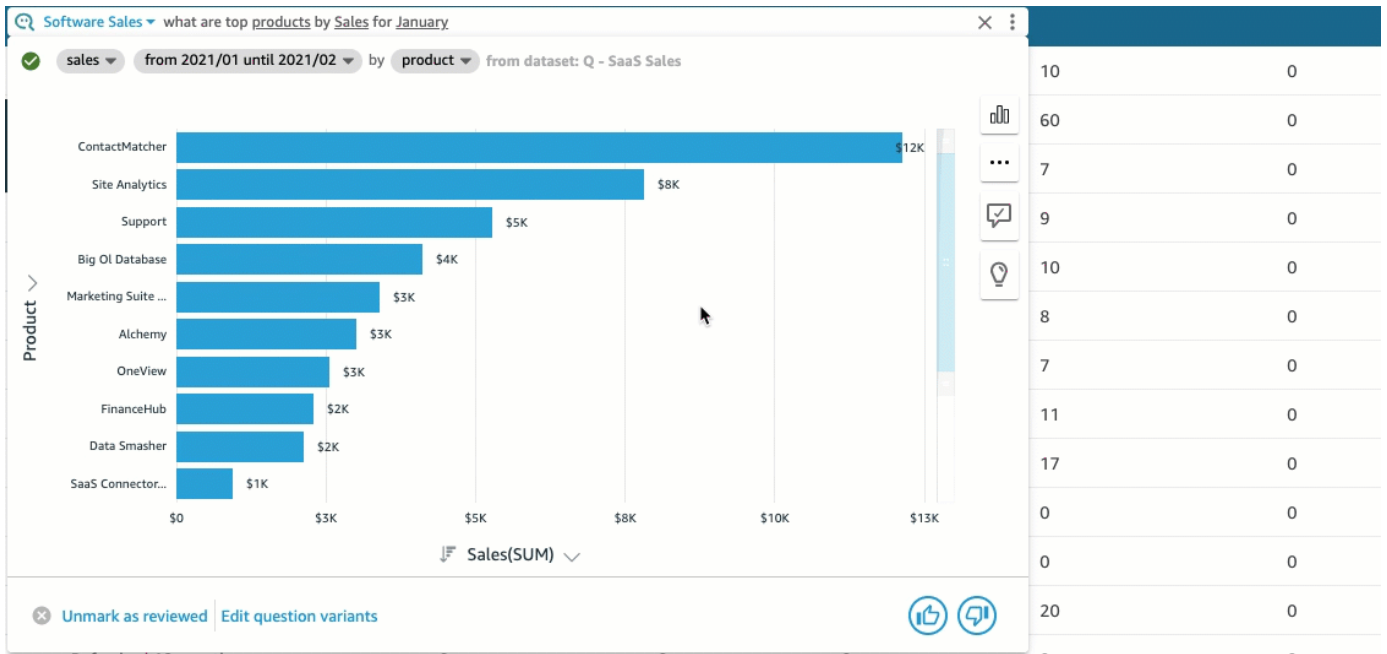 Software Sales what are top products by Sales for January
sales from 2021/01 until 2021/02 by product from dataset: Q - SaaS Sales
Product
ContactMatcher $12K
Site Analytics $8K
Support $5K
Big Ol Database $4K
Marketing Suite ... $3K
Alchemy $3K
OneView $3K
FinanceHub $2K
Data Smasher $2K
SaaS Connector... $1K
$0 $3K $5K $8K $10K $13K
Sales(SUM)
Unmark as reviewed Edit question variants
10 0
60 0
7 0
9 0
10 0
8 0
7 0
11 0
17 0
0 0
0 0
20 0